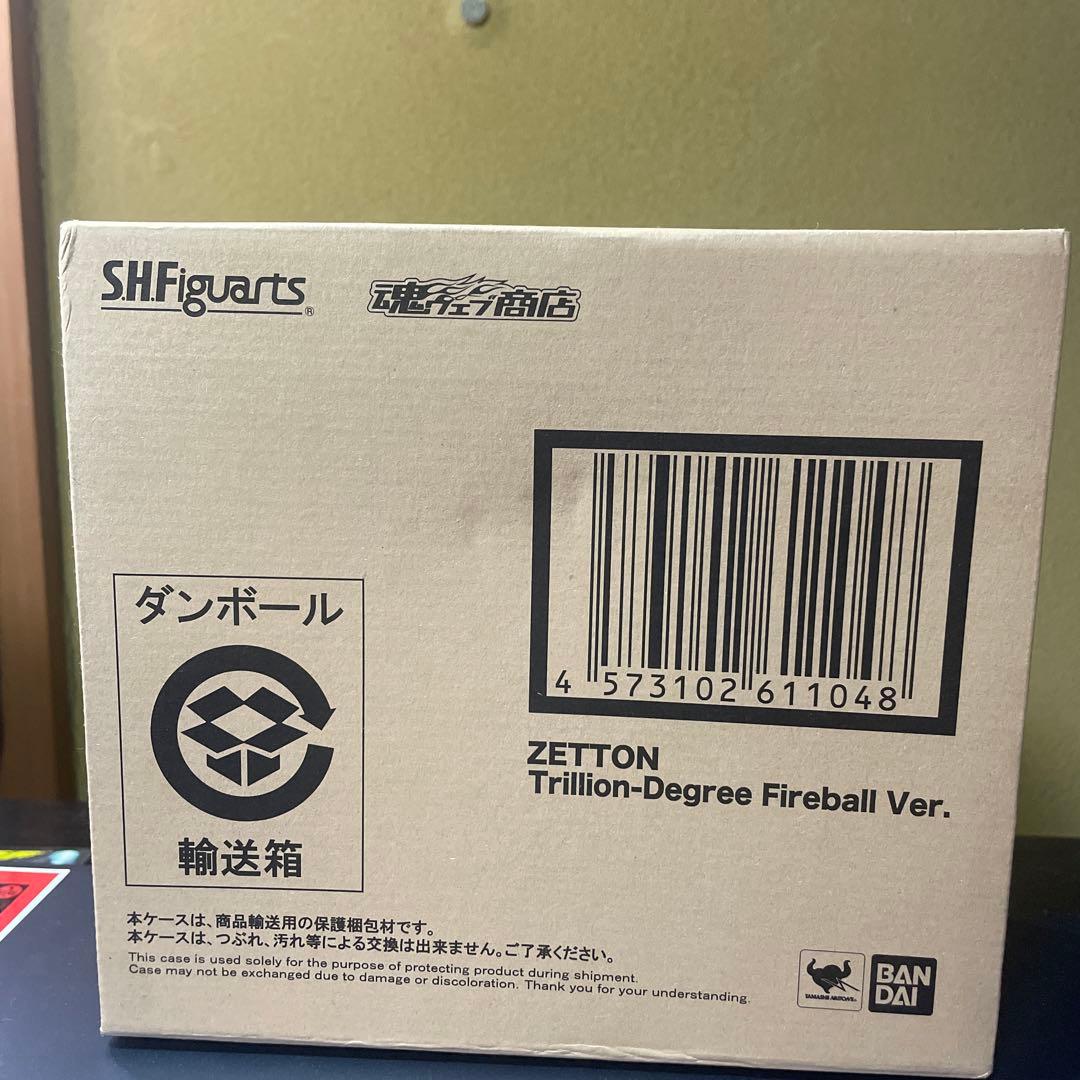 S.H.Figuarts®
魂ウェブ商店
4 573102 611048
ZETTON
Trillion-Degree Fireball Ver.
ダンボール
輸送箱
本ケースは、商品輸送用の保護梱包材です。
本ケースは、つぶれ、汚れ等による交換は出来ません。ご了承ください。
This case is used solely for the purpose of protecting product during shipment.
Case may not be exchanged due to damage or discoloration. Thank you for your understanding.
TAMASHII NATIONS
BAN
DAI